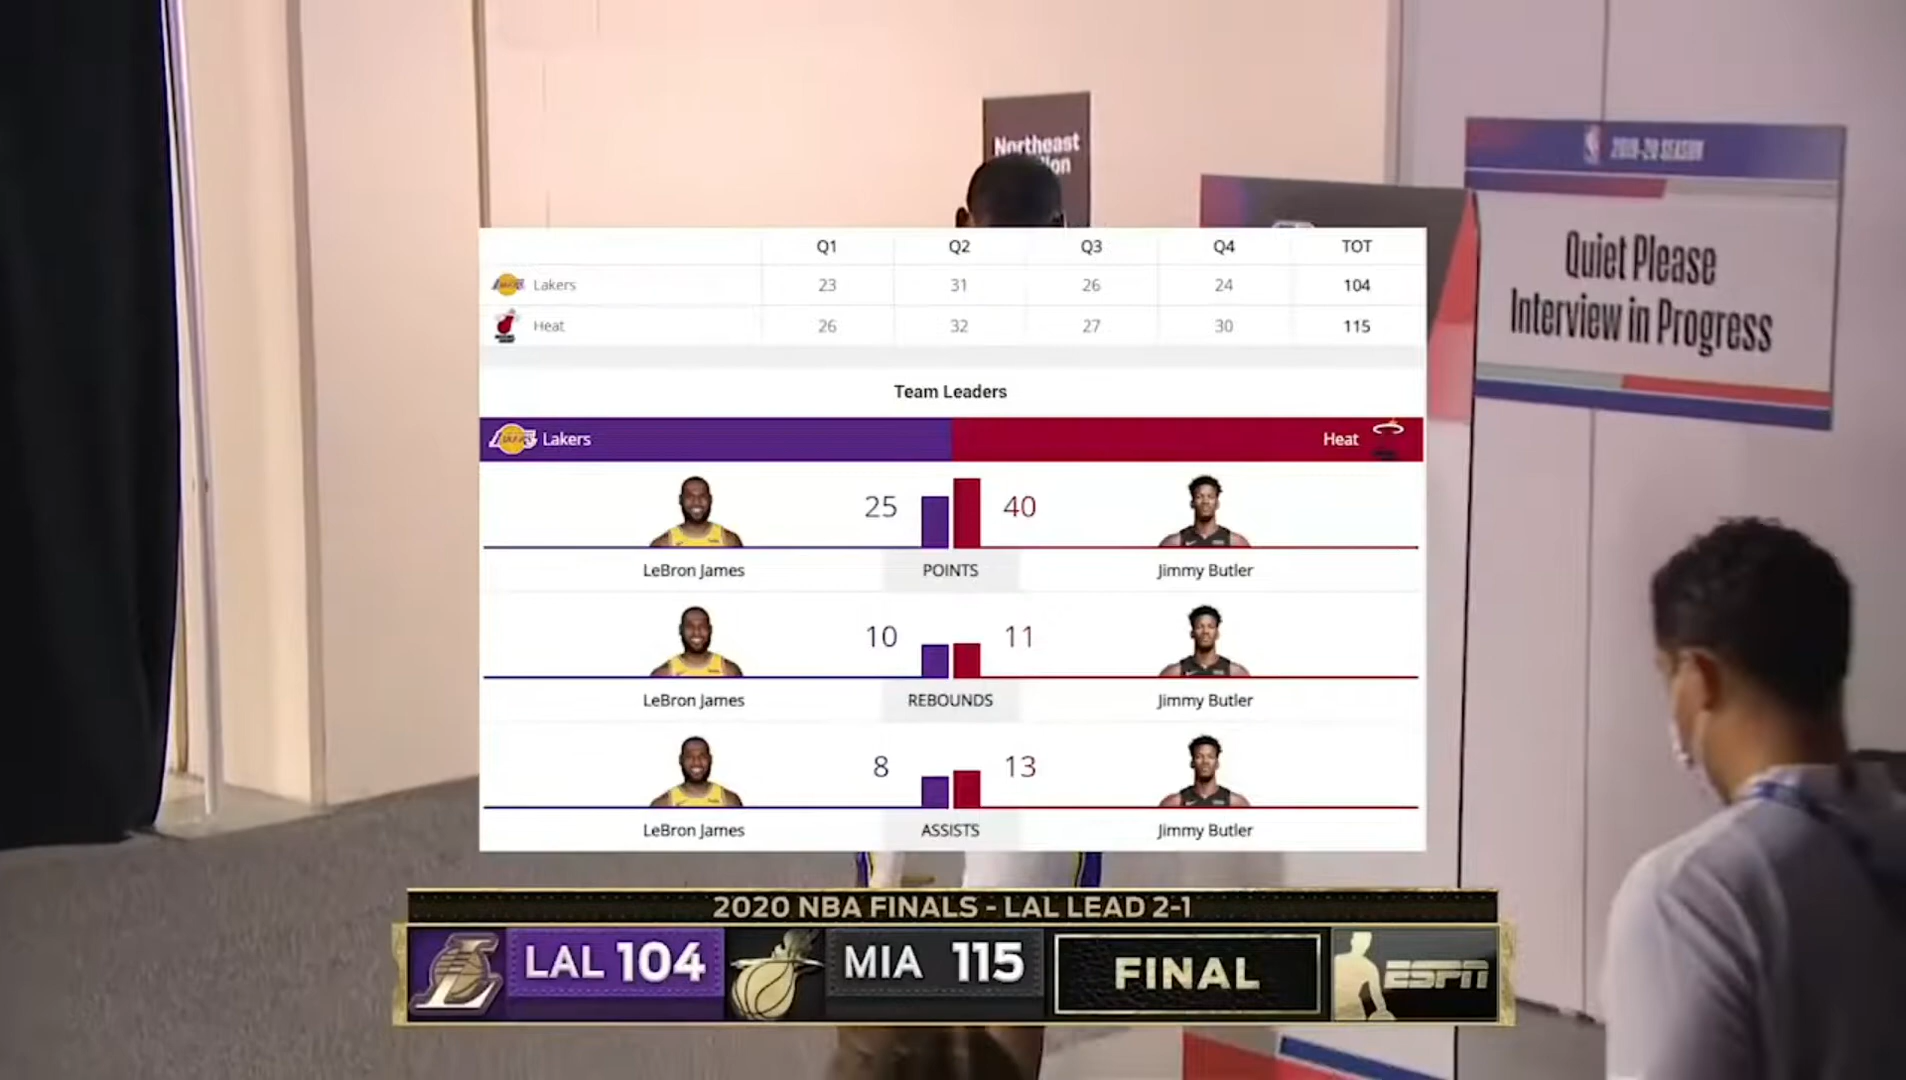 Northeast
2019-20 SEASON
Quiet Please
Interview in Progress
Q1 Q2 Q3 Q4 TOT
Lakers 23 31 26 24 104
Heat 26 32 27 30 115
Team Leaders
Lakers Heat
25 40
LeBron James POINTS Jimmy Butler
10 11
LeBron James REBOUNDS Jimmy Butler
8 13
LeBron James ASSISTS Jimmy Butler
2020 NBA FINALS - LAL LEAD 2-1
LAL 104 MIA 115 FINAL ESPN